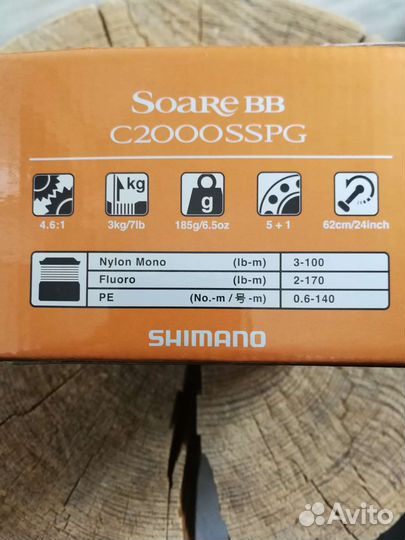 SOARE BB
C2000SSPG
kg
g
4.6:1 3kg/7lb 185g/6.5oz 5 + 1 62cm/24inch
Nylon Mono (lb-m) 3-100
Fluoro (lb-m) 2-170
PE (No.-m / 号-m) 0.6-140
SHIMANO
Avito